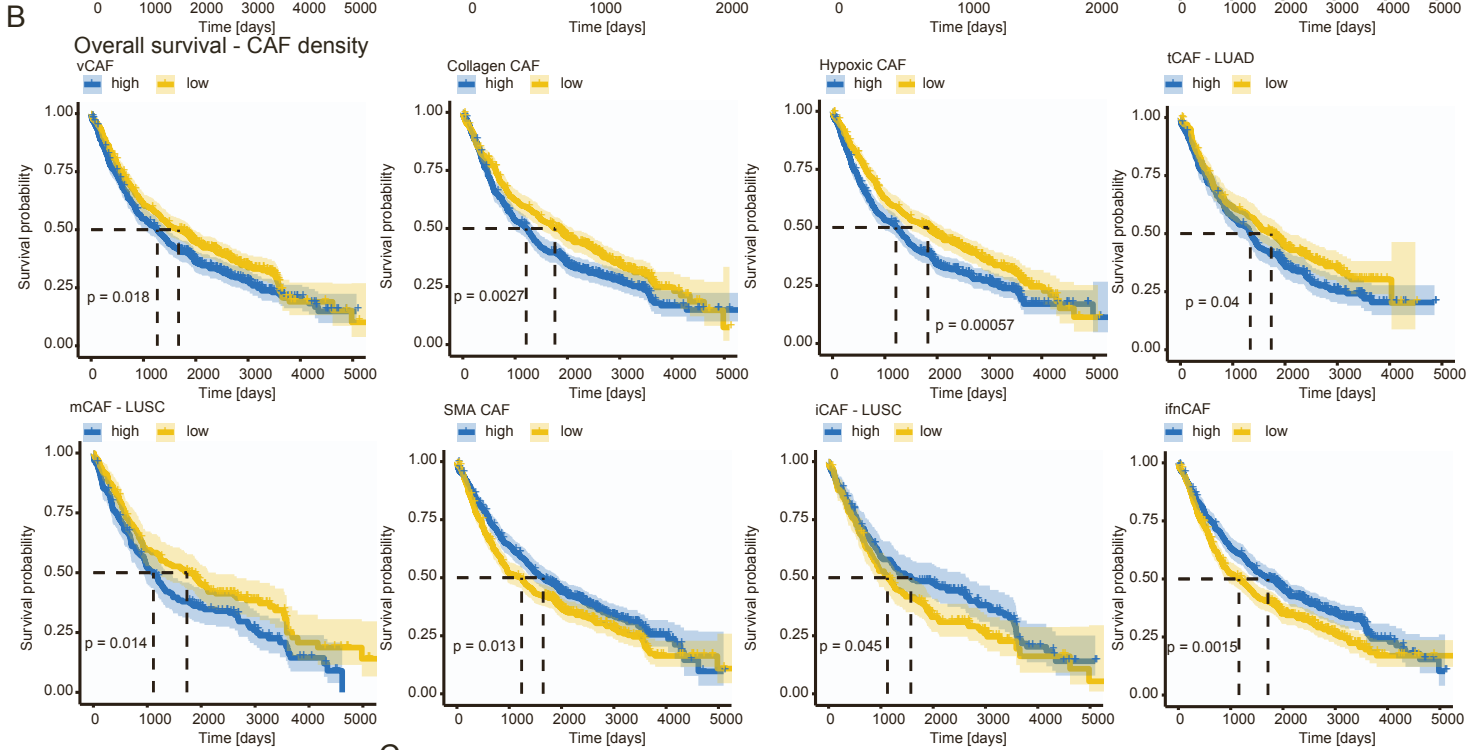 B
0 1000 2000 3000 4000 5000
Time [days]
0 1000 2000
Time [days]
0 1000 2000
Time [days]
0 1000 2000 3000 4000 5000
Time [days]
Overall survival - CAF density
vCAF
high low
Survival probability
1.00
0.75
0.50
0.25
0.00
p = 0.018
0 1000 2000 3000 4000 5000
Time [days]
Collagen CAF
high low
Survival probability
1.00
0.75
0.50
0.25
0.00
p = 0.0027
0 1000 2000 3000 4000 5000
Time [days]
Hypoxic CAF
high low
Survival probability
1.00
0.75
0.50
0.25
0.00
p = 0.00057
0 1000 2000 3000 4000 5000
Time [days]
tCAF - LUAD
high low
Survival probability
1.00
0.75
0.50
0.25
0.00
p = 0.04
0 1000 2000 3000 4000 5000
Time [days]
mCAF - LUSC
high low
Survival probability
1.00
0.75
0.50
0.25
0.00
p = 0.014
0 1000 2000 3000 4000 5000
Time [days]
SMA CAF
high low
Survival probability
1.00
0.75
0.50
0.25
0.00
p = 0.013
0 1000 2000 3000 4000 5000
Time [days]
iCAF - LUSC
high low
Survival probability
1.00
0.75
0.50
0.25
0.00
p = 0.045
0 1000 2000 3000 4000 5000
Time [days]
ifnCAF
high low
Survival probability
1.00
0.75
0.50
0.25
0.00
p = 0.0015
0 1000 2000 3000 4000 5000
Time [days]